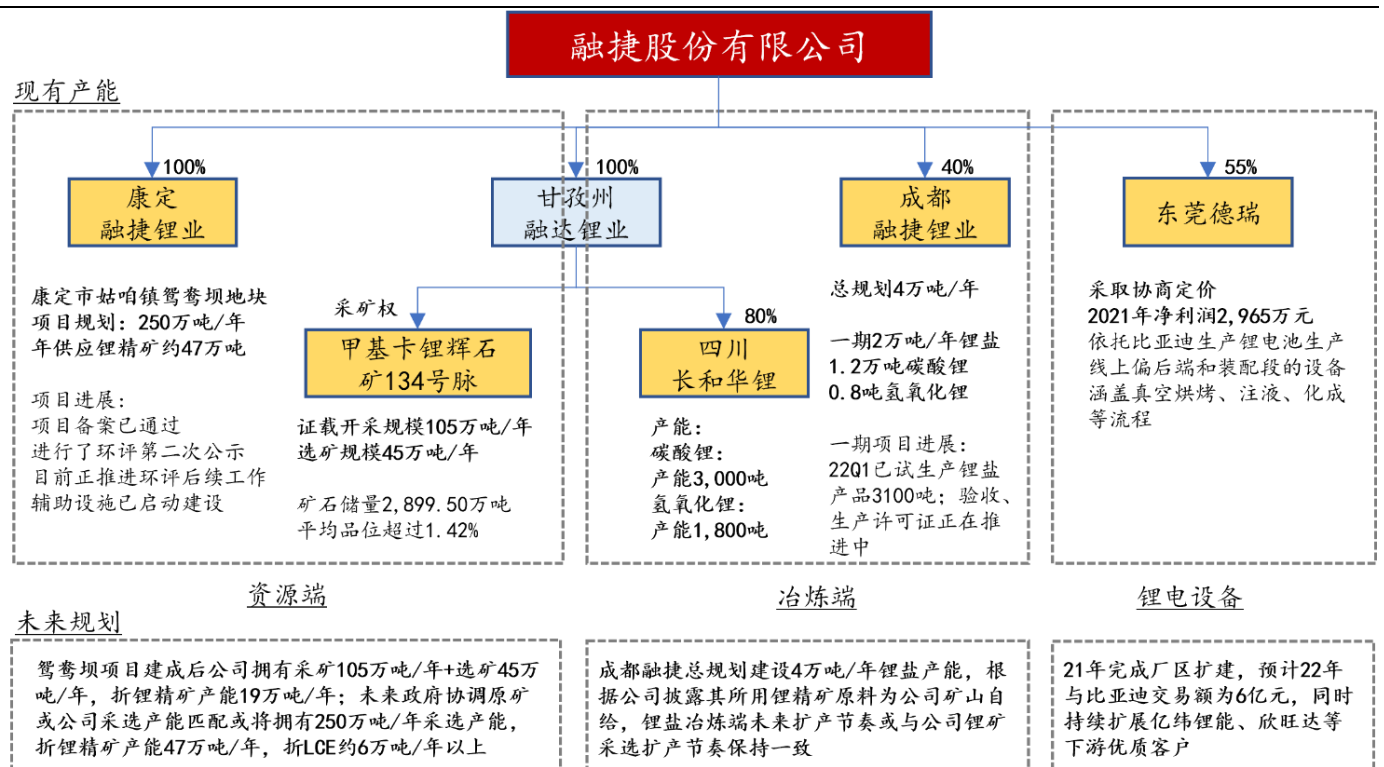 融捷股份有限公司
现有产能
100%
康定
融捷锂业
康定市姑咱镇鸳鸯坝地块
项目规划：250万吨/年
年供应锂精矿约47万吨
项目进展：
项目备案已通过
进行了环评第二次公示
目前正推进环评后续工作
辅助设施已启动建设
100%
甘孜州
融达锂业
采矿权
甲基卡锂辉石
矿134号脉
证载开采规模105万吨/年
选矿规模45万吨/年
矿石储量2,899.50万吨
平均品位超过1.42%
80%
四川
长和华锂
产能：
碳酸锂：
产能3,000吨
氢氧化锂：
产能1,800吨
40%
成都
融捷锂业
总规划4万吨/年
一期2万吨/年锂盐
1.2万吨碳酸锂
0.8吨氢氧化锂
一期项目进展：
22Q1已试生产锂盐
产品3100吨；验收、
生产许可证正在推
进中
55%
东莞德瑞
采取协商定价
2021年净利润2,965万元
依托比亚迪生产锂电池生产
线上偏后端和装配段的设备
涵盖真空烘烤、注液、化成
等流程
资源端
冶炼端
锂电设备
未来规划
鸳鸯坝项目建成后公司拥有采矿105万吨/年+选矿45万
吨/年，折锂精矿产能19万吨/年；未来政府协调原矿
或公司采选产能匹配或将拥有250万吨/年采选产能，
折锂精矿产能47万吨/年，折LCE约6万吨/年以上
成都融捷总规划建设4万吨/年锂盐产能，根
据公司披露其所用锂精矿原料为公司矿山自
给，锂盐冶炼端未来扩产节奏或与公司锂矿
采选扩产节奏保持一致
21年完成厂区扩建，预计22年
与比亚迪交易额为6亿元，同时
持续扩展亿纬锂能、欣旺达等
下游优质客户